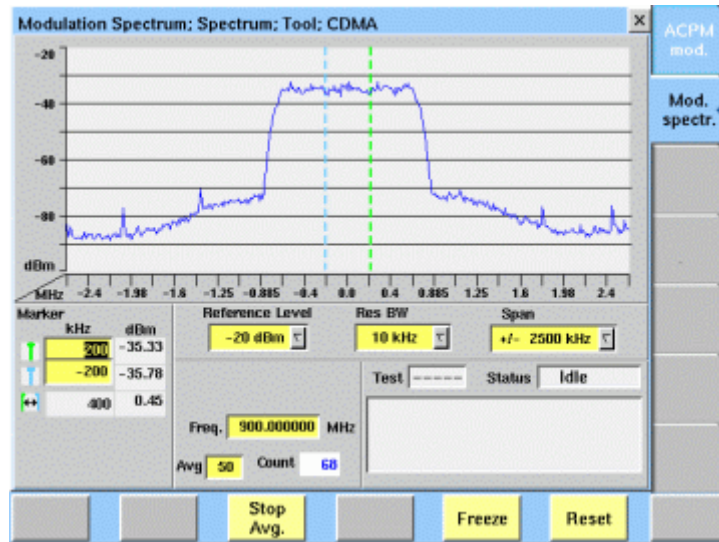 Modulation Spectrum; Spectrum; Tool; CDMA
ACPM mod.
Mod. spectr.
-20
-40
-60
-80
dBm
MHz -2.4 -1.98 -1.6 -1.25 -0.885 -0.4 0.0 0.4 0.885 1.25 1.6 1.98 2.4
Marker
kHz dBm
200 -35.33
-200 -35.78
400 0.45
Reference Level Res BW Span
-20 dBm 10 kHz +/- 2500 kHz
Test ----- Status Idle
Freq. 900.000000 MHz
Avg 50 Count 68
Stop Avg.
Freeze
Reset